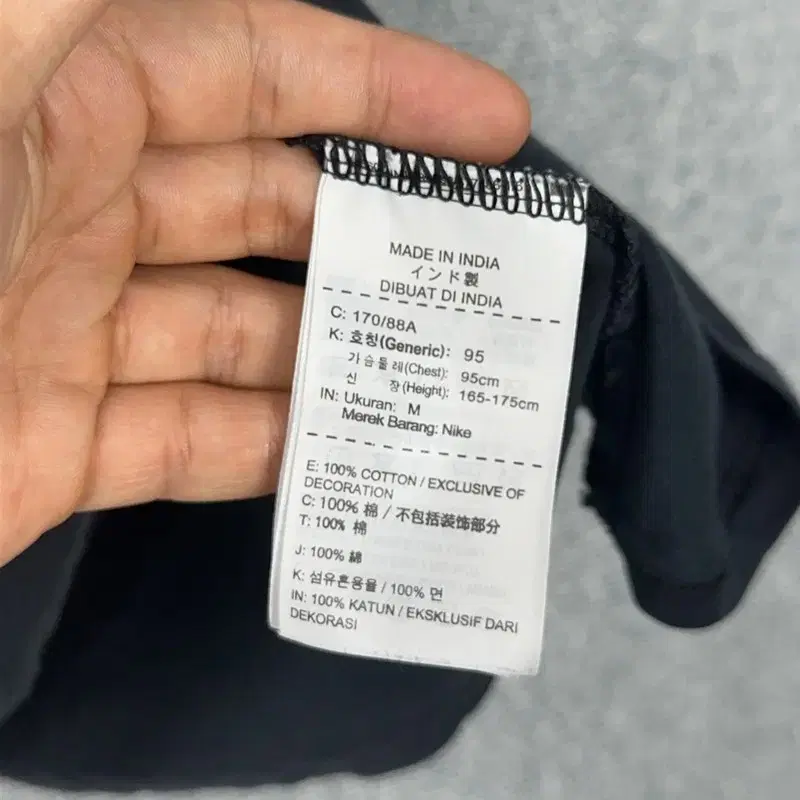 MADE IN INDIA
インド製
DIBUAT DI INDIA
C: 170/88A
K: 호칭(Generic): 95
가슴둘레(Chest): 95cm
신 장(Height): 165-175cm
IN: Ukuran: M
Merek Barang: Nike
E: 100% COTTON / EXCLUSIVE OF
DECORATION
C: 100% 棉 / 不包括装饰部分
T: 100% 棉
J: 100% 綿
K: 섬유혼용율 / 100% 면
IN: 100% KATUN / EKSKLUSIF DARI
DEKORASI